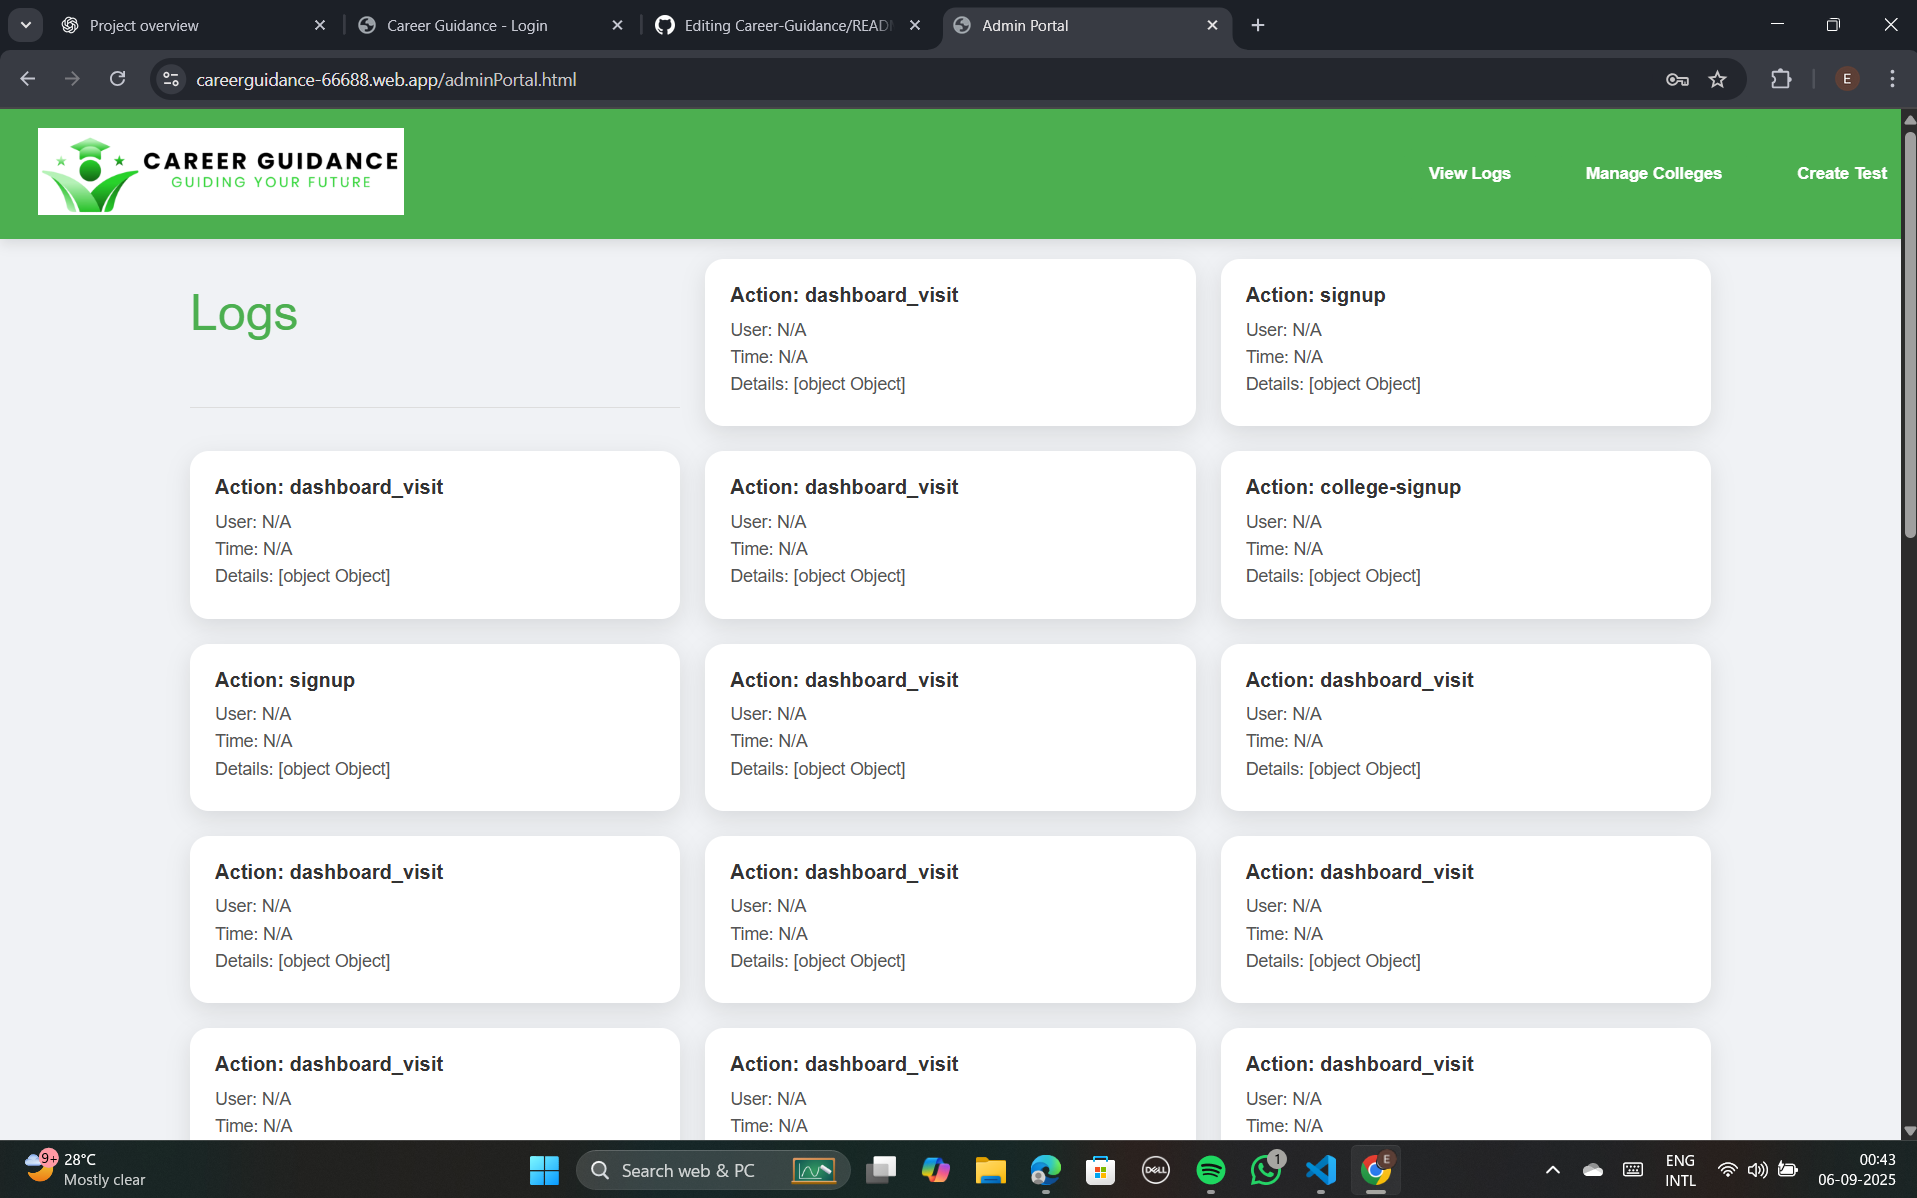 Project overview
Career Guidance - Login
Editing Career-Guidance/READ
Admin Portal
careerguidance-66688.web.app/adminPortal.html
E
CAREER GUIDANCE
GUIDING YOUR FUTURE
View Logs
Manage Colleges
Create Test
Logs
Action: dashboard_visit
User: N/A
Time: N/A
Details: [object Object]
Action: signup
User: N/A
Time: N/A
Details: [object Object]
Action: dashboard_visit
User: N/A
Time: N/A
Details: [object Object]
Action: dashboard_visit
User: N/A
Time: N/A
Details: [object Object]
Action: college-signup
User: N/A
Time: N/A
Details: [object Object]
Action: signup
User: N/A
Time: N/A
Details: [object Object]
Action: dashboard_visit
User: N/A
Time: N/A
Details: [object Object]
Action: dashboard_visit
User: N/A
Time: N/A
Details: [object Object]
Action: dashboard_visit
User: N/A
Time: N/A
Details: [object Object]
Action: dashboard_visit
User: N/A
Time: N/A
Details: [object Object]
Action: dashboard_visit
User: N/A
Time: N/A
Details: [object Object]
Action: dashboard_visit
User: N/A
Time: N/A
Action: dashboard_visit
User: N/A
Time: N/A
Action: dashboard_visit
User: N/A
Time: N/A
9+
28°C
Mostly clear
Search web & PC
DELL
1
E
ENG
INTL
00:43
06-09-2025